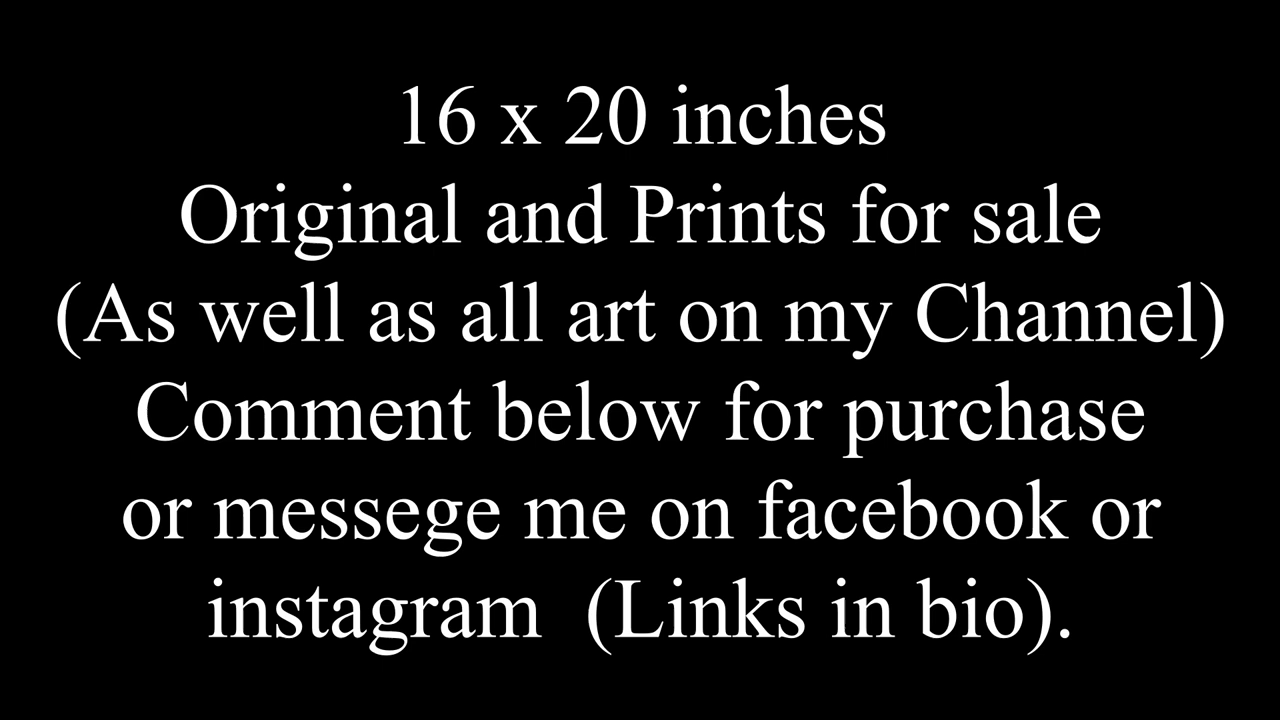 16 x 20 inches
Original and Prints for sale
(As well as all art on my Channel)
Comment below for purchase
or messege me on facebook or
instagram  (Links in bio).